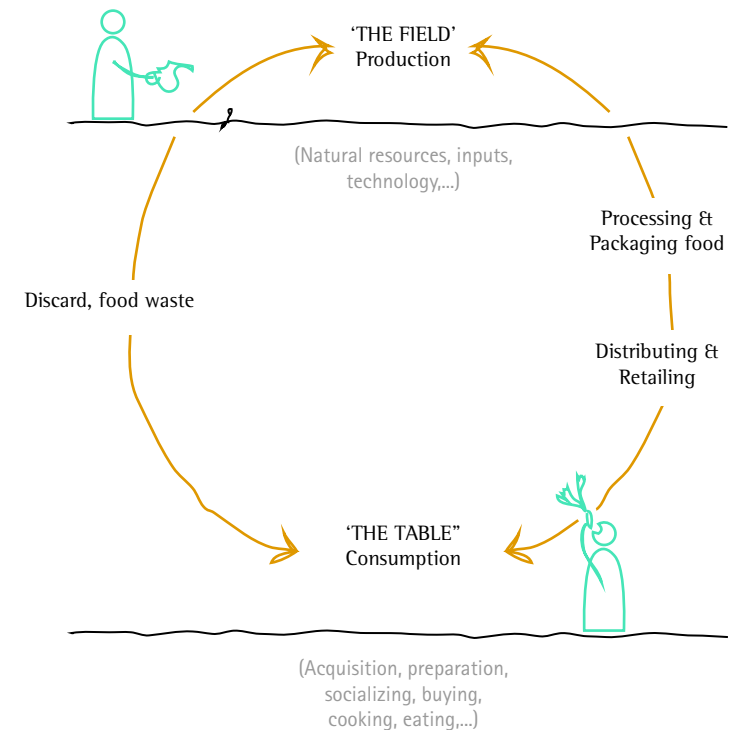 ‘THE FIELD’
Production
(Natural resources, inputs,
technology,...)
Processing &
Packaging food
Discard, food waste
Distributing &
Retailing
‘THE TABLE”
Consumption
(Acquisition, preparation,
socializing, buying,
cooking, eating,...)